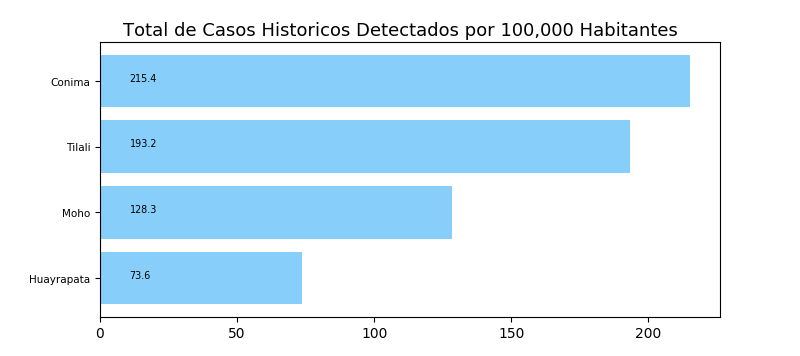 Total de Casos Historicos Detectados por 100,000 Habitantes
Conima
215.4
Tilali
193.2
Moho
128.3
Huayrapata
73.6
0 50 100 150 200